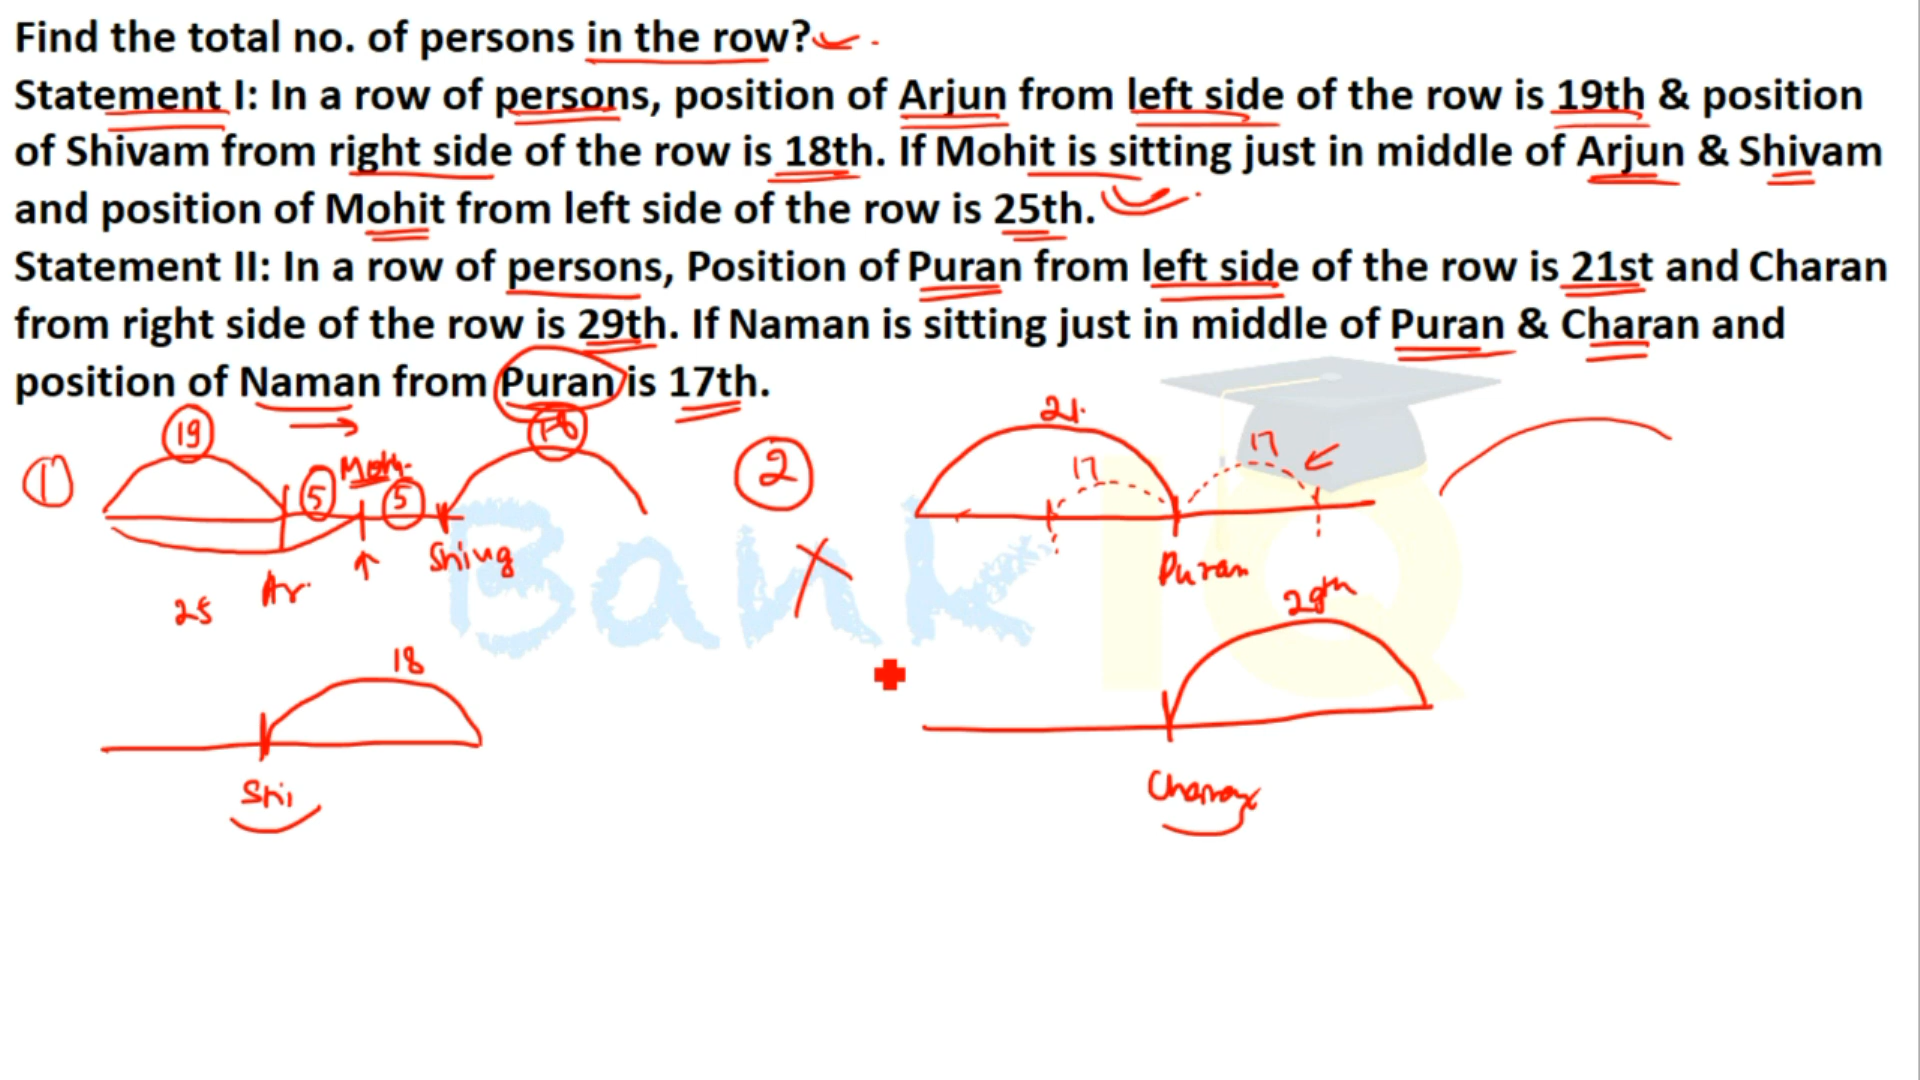 Find the total no. of persons in the row?
Statement I: In a row of persons, position of Arjun from left side of the row is 19th & position
of Shivam from right side of the row is 18th. If Mohit is sitting just in middle of Arjun & Shivam
and position of Mohit from left side of the row is 25th.
Statement II: In a row of persons, Position of Puran from left side of the row is 21st and Charan
from right side of the row is 29th. If Naman is sitting just in middle of Puran & Charan and
position of Naman from Puran is 17th.
19 18 21
1 5 5 2 17 17
Puran
25 Ar
Bank IQ
18
Shi